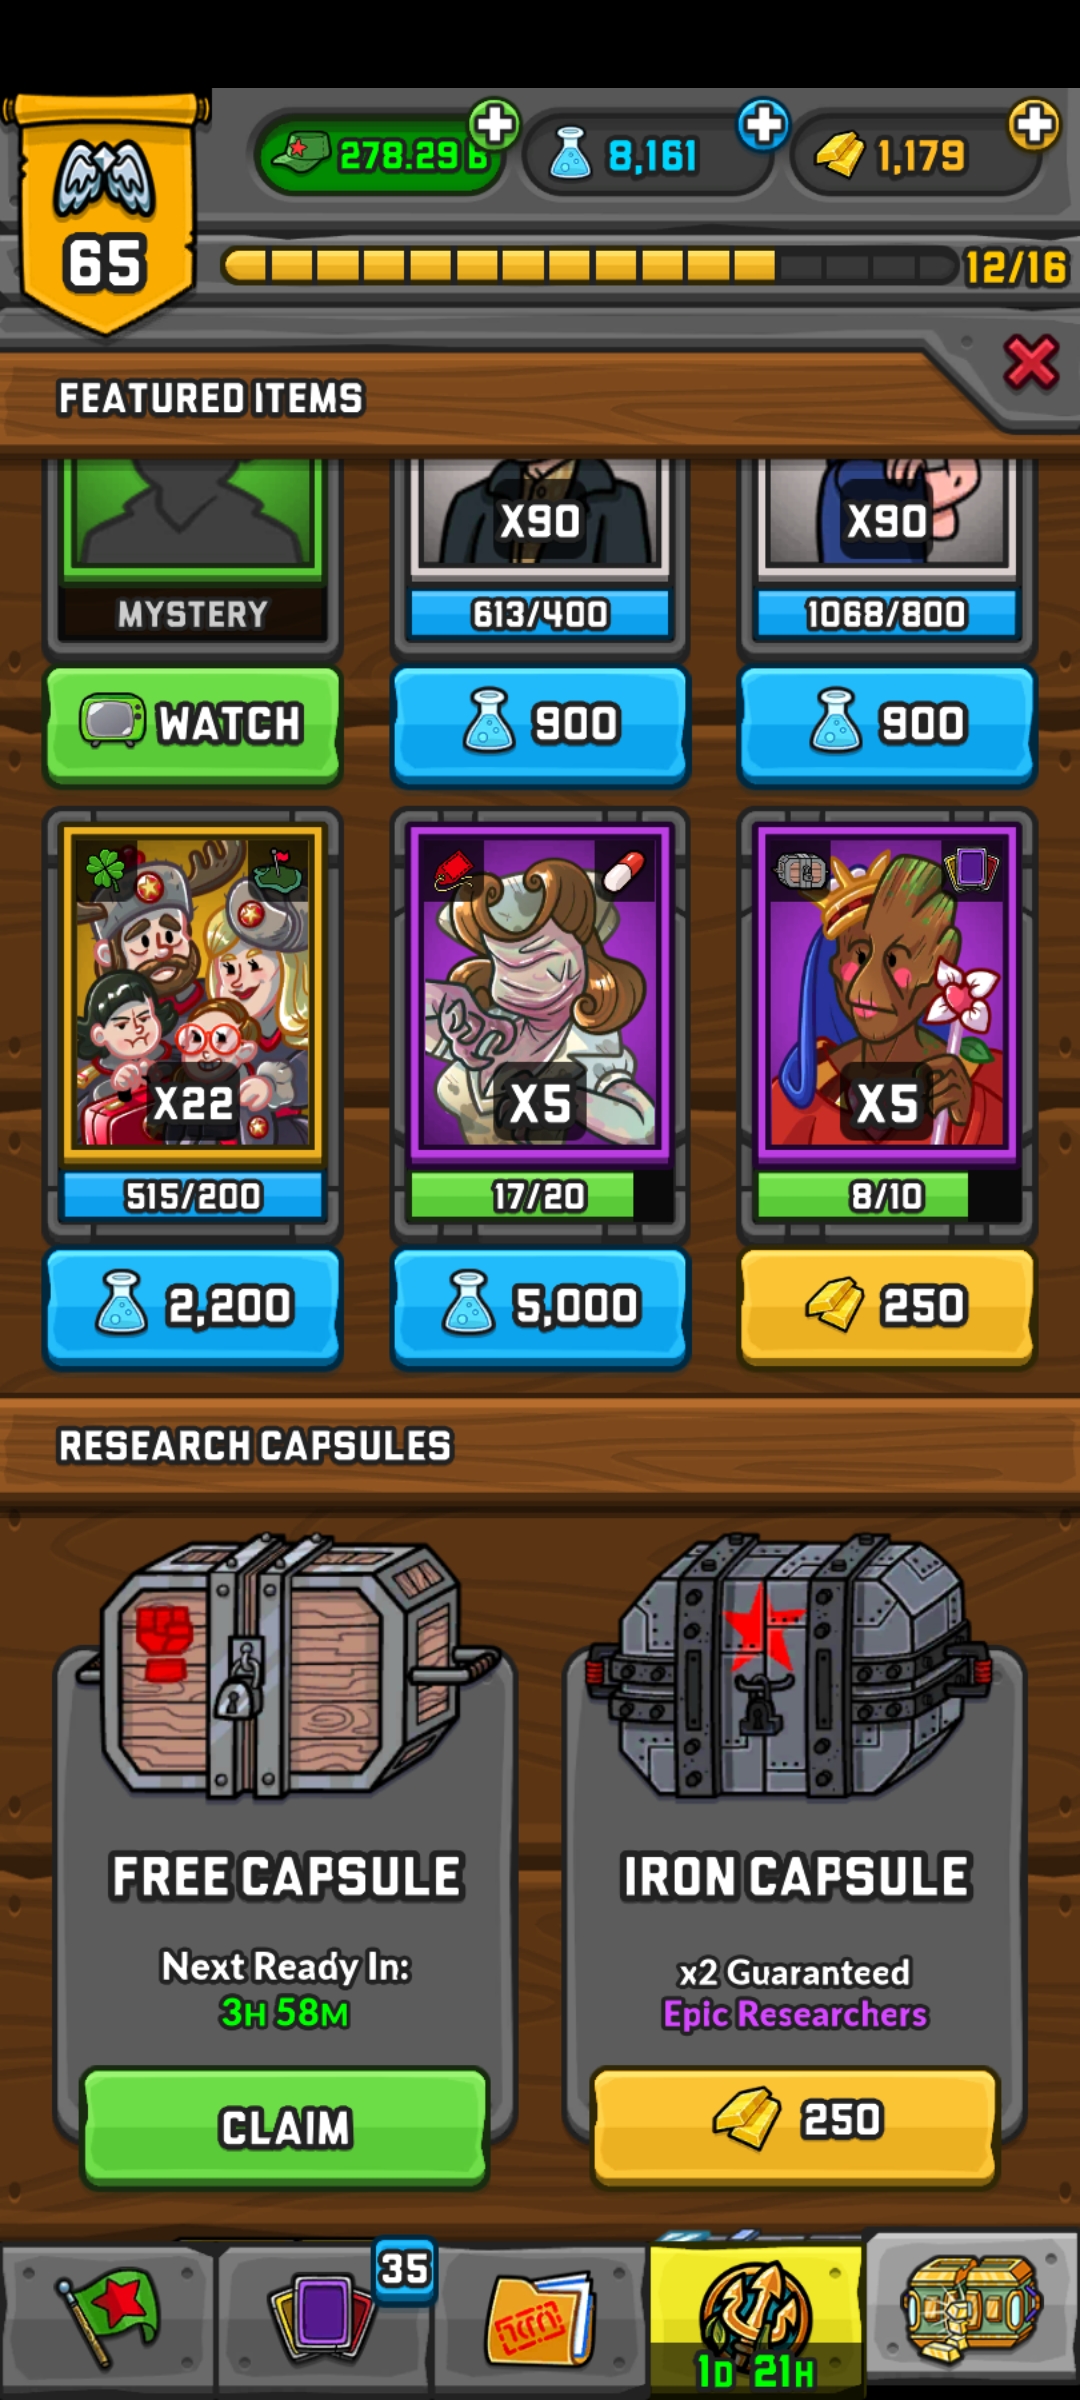 278.29 B
8,161
1,179
65
12/16
FEATURED ITEMS
X90
X90
MYSTERY
613/400
1068/800
WATCH
900
900
X22
X5
X5
515/200
17/20
8/10
2,200
5,000
250
RESEARCH CAPSULES
FREE CAPSULE
IRON CAPSULE
Next Ready In:
3H 58M
x2 Guaranteed
Epic Researchers
CLAIM
250
35
1D 21H